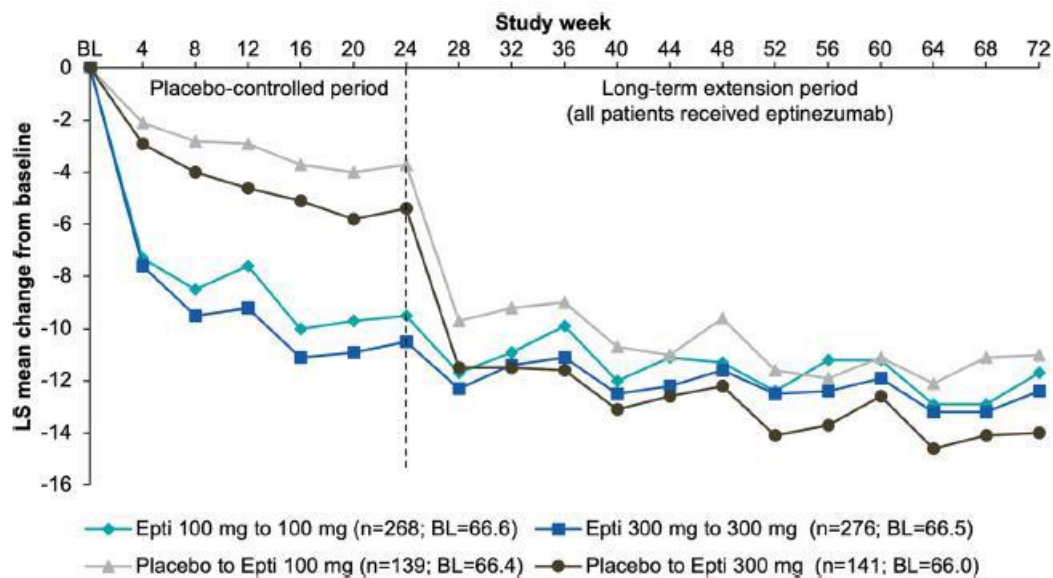 Study week
BL 4 8 12 16 20 24 28 32 36 40 44 48 52 56 60 64 68 72
0
Placebo-controlled period
Long-term extension period
(all patients received eptinezumab)
-2
-4
-6
-8
-10
-12
-14
-16
LS mean change from baseline
Epti 100 mg to 100 mg (n=268; BL=66.6)
Epti 300 mg to 300 mg (n=276; BL=66.5)
Placebo to Epti 100 mg (n=139; BL=66.4)
Placebo to Epti 300 mg (n=141; BL=66.0)